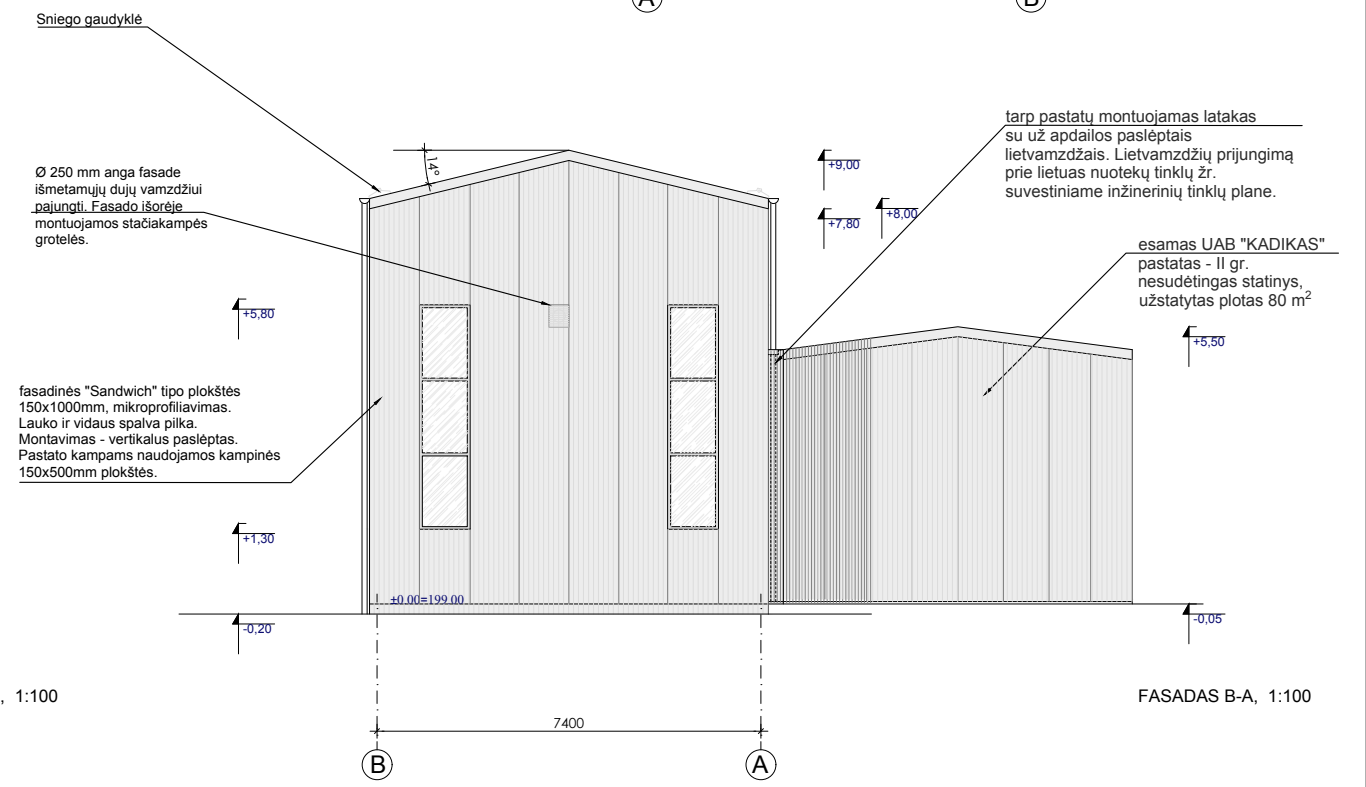 A
B
Sniego gaudyklė
Ø 250 mm anga fasade
išmetamųjų dujų vamzdžiui
pajungti. Fasado išorėje
montuojamos stačiakampės
grotelės.
14°
+9,00
+8,00
+7,80
tarp pastatų montuojamas latakas
su už apdailos paslėptais
lietvamzdžais. Lietvamzdžių prijungimą
prie lietuas nuotekų tinklų žr.
suvestiniame inžinerinių tinklų plane.
esamas UAB "KADIKAS"
pastatas - II gr.
nesudėtingas statinys,
užstatytas plotas 80 m²
+5,80
+5,50
fasadinės "Sandwich" tipo plokštės
150x1000mm, mikroprofiliavimas.
Lauko ir vidaus spalva pilka.
Montavimas - vertikalus paslėptas.
Pastato kampams naudojamos kampinės
150x500mm plokštės.
+1,30
±0.00=199.00
-0,20
-0,05
, 1:100
FASADAS B-A, 1:100
7400
B
A